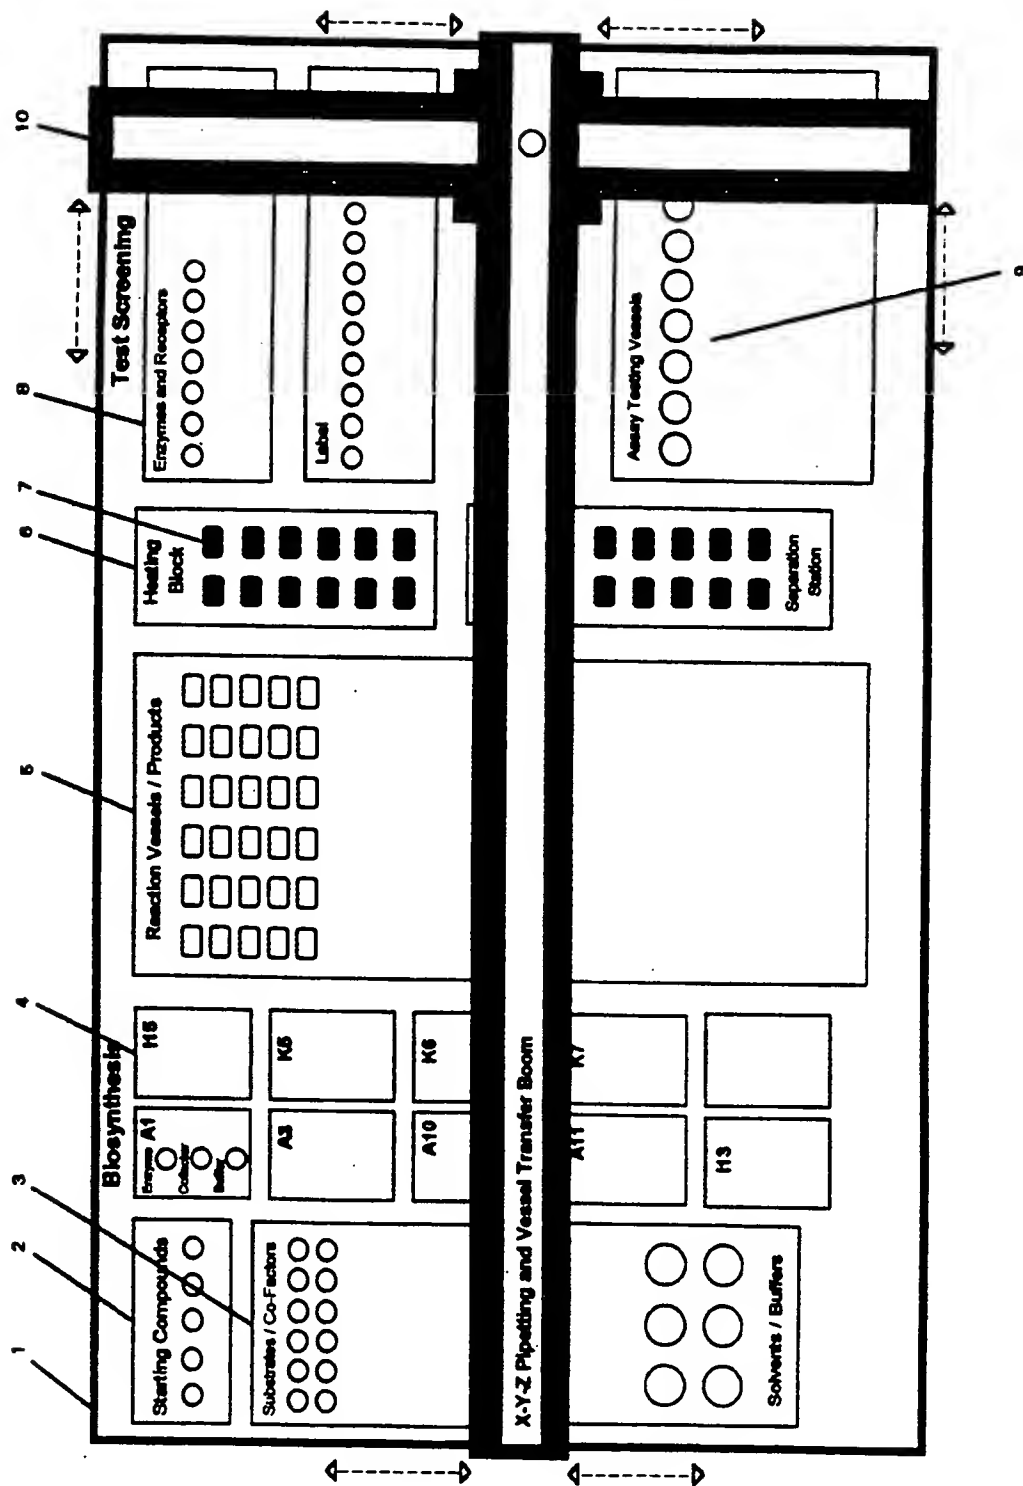 1
2
3
4
5
6
7
8
9
10
Biosynthesis
Test Screening
Starting Compounds
Substrates / Co-Factors
Solvents / Buffers
Enzyme
A1
Cofactor
Buffer
A3
A10
A11
H3
H5
K5
K6
K7
Reaction Vessels / Products
Heating
Block
Separation
Station
Enzymes and Receptors
Label
Assay Testing Vessels
X-Y-Z Pipetting and Vessel Transfer Boom